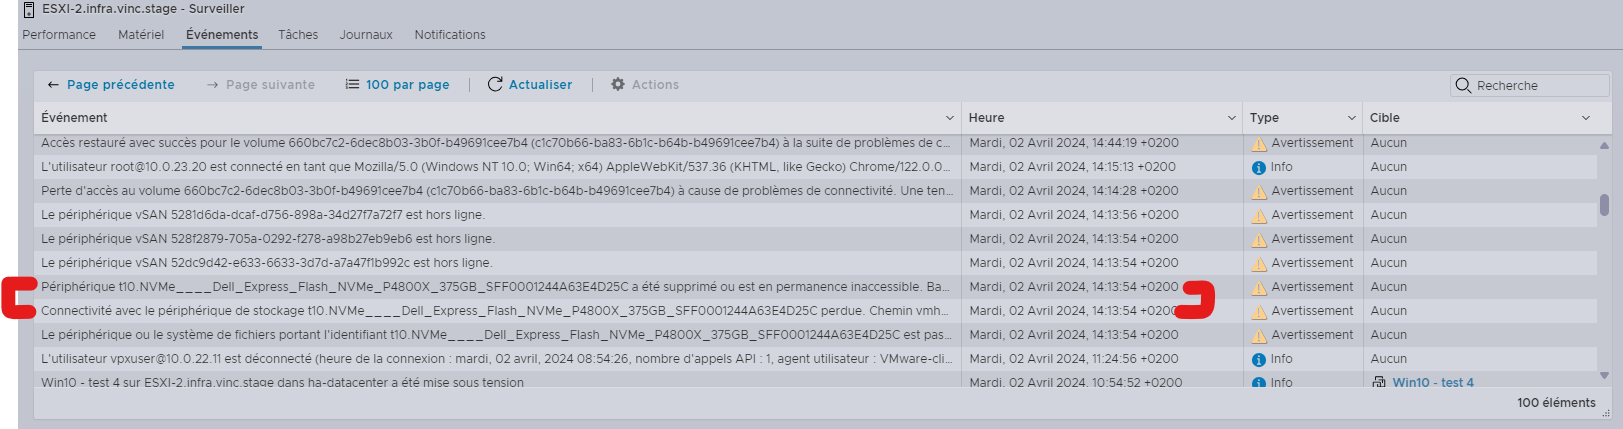 ESXI-2.infra.vinc.stage - Surveiller
Performance Matériel Événements Tâches Journaux Notifications
Page précédente Page suivante 100 par page Actualiser Actions Recherche
Événement Heure Type Cible
Accès restauré avec succès pour le volume 660bc7c2-6dec8b03-3b0f-b49691cee7b4 (c1c70b66-ba83-6b1c-b64b-b49691cee7b4) à la suite de problèmes de c... Mardi, 02 Avril 2024, 14:44:19 +0200 Avertissement Aucun
L'utilisateur root@10.0.23.20 est connecté en tant que Mozilla/5.0 (Windows NT 10.0; Win64; x64) AppleWebKit/537.36 (KHTML, like Gecko) Chrome/122.0.0... Mardi, 02 Avril 2024, 14:15:13 +0200 Info Aucun
Perte d'accès au volume 660bc7c2-6dec8b03-3b0f-b49691cee7b4 (c1c70b66-ba83-6b1c-b64b-b49691cee7b4) à cause de problèmes de connectivité. Une ten... Mardi, 02 Avril 2024, 14:14:28 +0200 Avertissement Aucun
Le périphérique vSAN 5281d6da-dcaf-d756-898a-34d27f7a72f7 est hors ligne. Mardi, 02 Avril 2024, 14:13:56 +0200 Avertissement Aucun
Le périphérique vSAN 528f2879-705a-0292-f278-a98b27eb9eb6 est hors ligne. Mardi, 02 Avril 2024, 14:13:54 +0200 Avertissement Aucun
Le périphérique vSAN 52dc9d42-e633-6633-3d7d-a7a47f1b992c est hors ligne. Mardi, 02 Avril 2024, 14:13:54 +0200 Avertissement Aucun
Périphérique t10.NVMe____Dell_Express_Flash_NVMe_P4800X_375GB_SFF0001244A63E4D25C a été supprimé ou est en permanence inaccessible. Ba... Mardi, 02 Avril 2024, 14:13:54 +0200 Avertissement Aucun
Connectivité avec le périphérique de stockage t10.NVMe____Dell_Express_Flash_NVMe_P4800X_375GB_SFF0001244A63E4D25C perdue. Chemin vmh... Mardi, 02 Avril 2024, 14:13:54 +0200 Avertissement Aucun
Le périphérique ou le système de fichiers portant l'identifiant t10.NVMe____Dell_Express_Flash_NVMe_P4800X_375GB_SFF0001244A63E4D25C est pas... Mardi, 02 Avril 2024, 14:13:54 +0200 Avertissement Aucun
L'utilisateur vpxuser@10.0.22.11 est déconnecté (heure de la connexion : mardi, 02 avril, 2024 08:54:26, nombre d'appels API : 1, agent utilisateur : VMware-cli... Mardi, 02 Avril 2024, 11:24:56 +0200 Info Aucun
Win10 - test 4 sur ESXI-2.infra.vinc.stage dans ha-datacenter a été mise sous tension Mardi, 02 Avril 2024, 10:54:52 +0200 Info Win10 - test 4
100 éléments